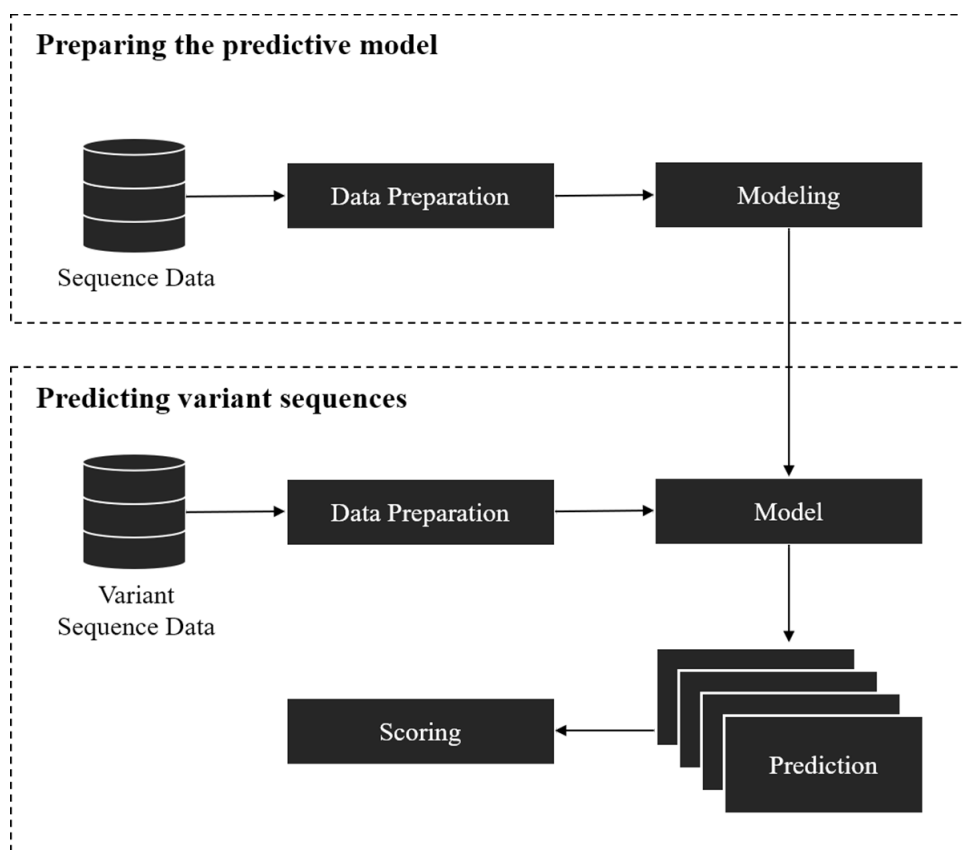 Preparing the predictive model
Data Preparation
Modeling
Sequence Data
Predicting variant sequences
Data Preparation
Model
Variant
Sequence Data
Scoring
Prediction